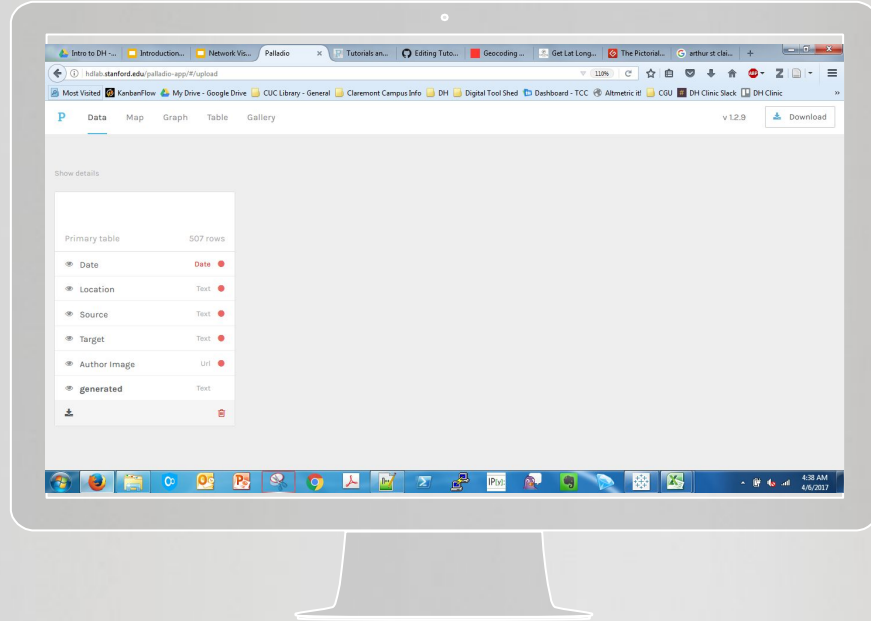 Intro to DH -... Introduction... Network Vis... Palladio × Tutorials an... Editing Tuto... Geocoding ... Get Lat Long... The Pictorial... arthur st clai... +
hdlab.stanford.edu/palladio-app/#/upload 110%
Most Visited KanbanFlow My Drive - Google Drive CUC Library - General Claremont Campus Info DH Digital Tool Shed Dashboard - TCC Altmetric it! CGU DH Clinic Slack DH Clinic »
P Data Map Graph Table Gallery v 1.2.9 Download
Show details
Primary table 507 rows
Date Date
Location Text
Source Text
Target Text
Author Image Url
generated Text
4:38 AM
4/6/2017